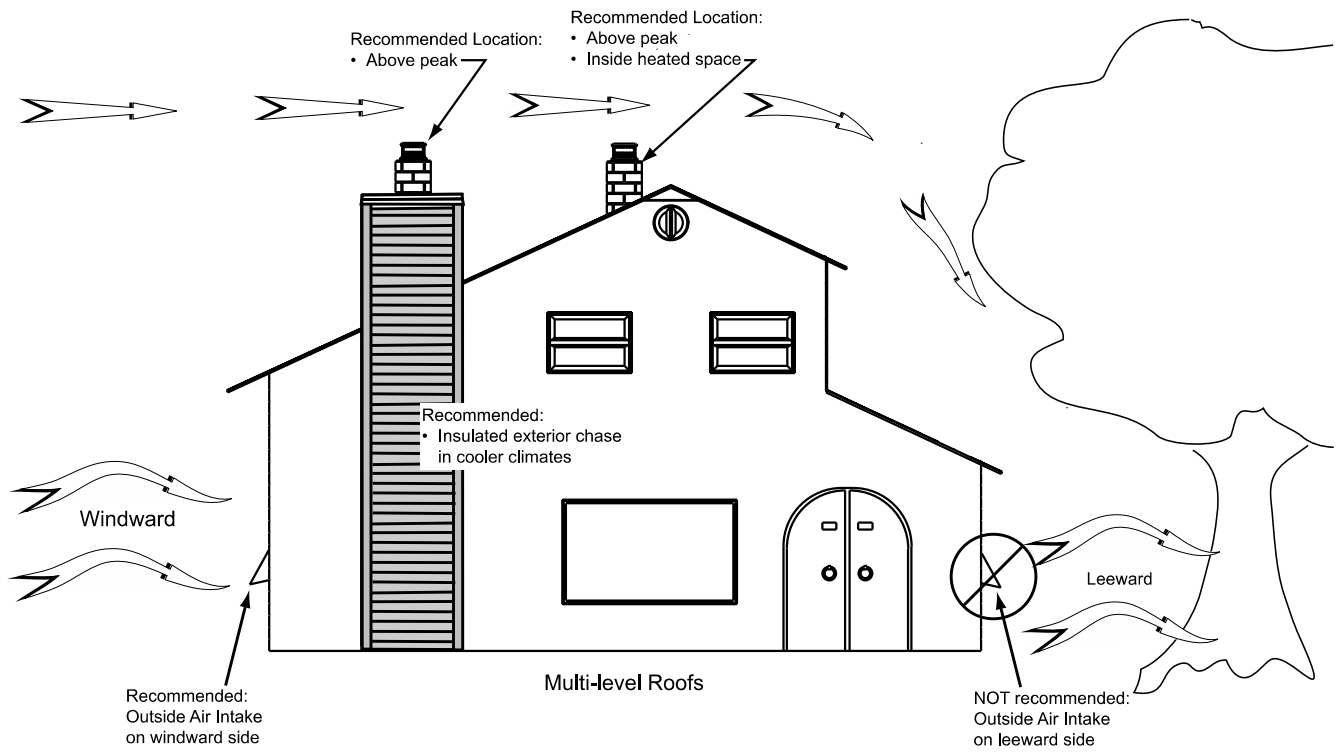 Recommended Location:
• Above peak
Recommended Location:
• Above peak
• Inside heated space
Recommended:
• Insulated exterior chase
in cooler climates
Windward
Leeward
Multi-level Roofs
Recommended:
Outside Air Intake
on windward side
NOT recommended:
Outside Air Intake
on leeward side